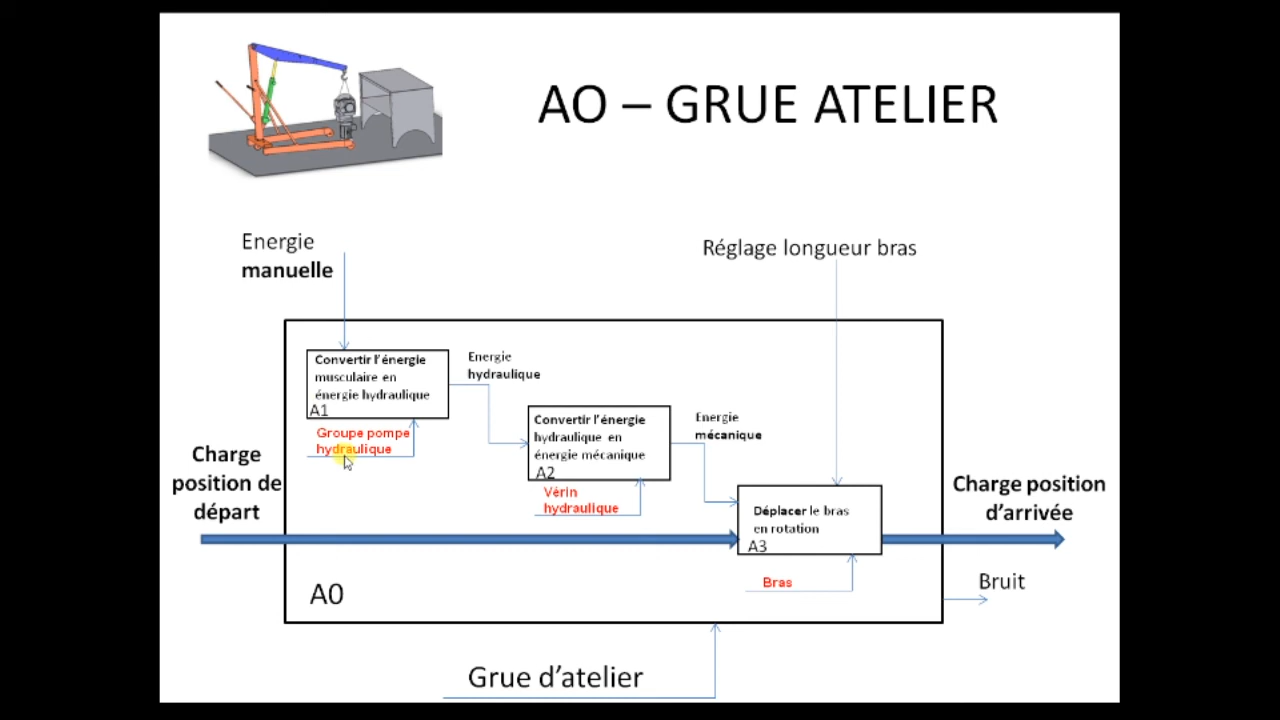 AO – GRUE ATELIER
Energie
manuelle
Réglage longueur bras
Convertir l'énergie
musculaire en
énergie hydraulique
A1
Groupe pompe
hydraulique
Energie
hydraulique
Convertir l'énergie
hydraulique en
énergie mécanique
A2
Vérin
hydraulique
Energie
mécanique
Déplacer le bras
en rotation
A3
Bras
Charge
position de
départ
Charge position
d'arrivée
Bruit
A0
Grue d'atelier